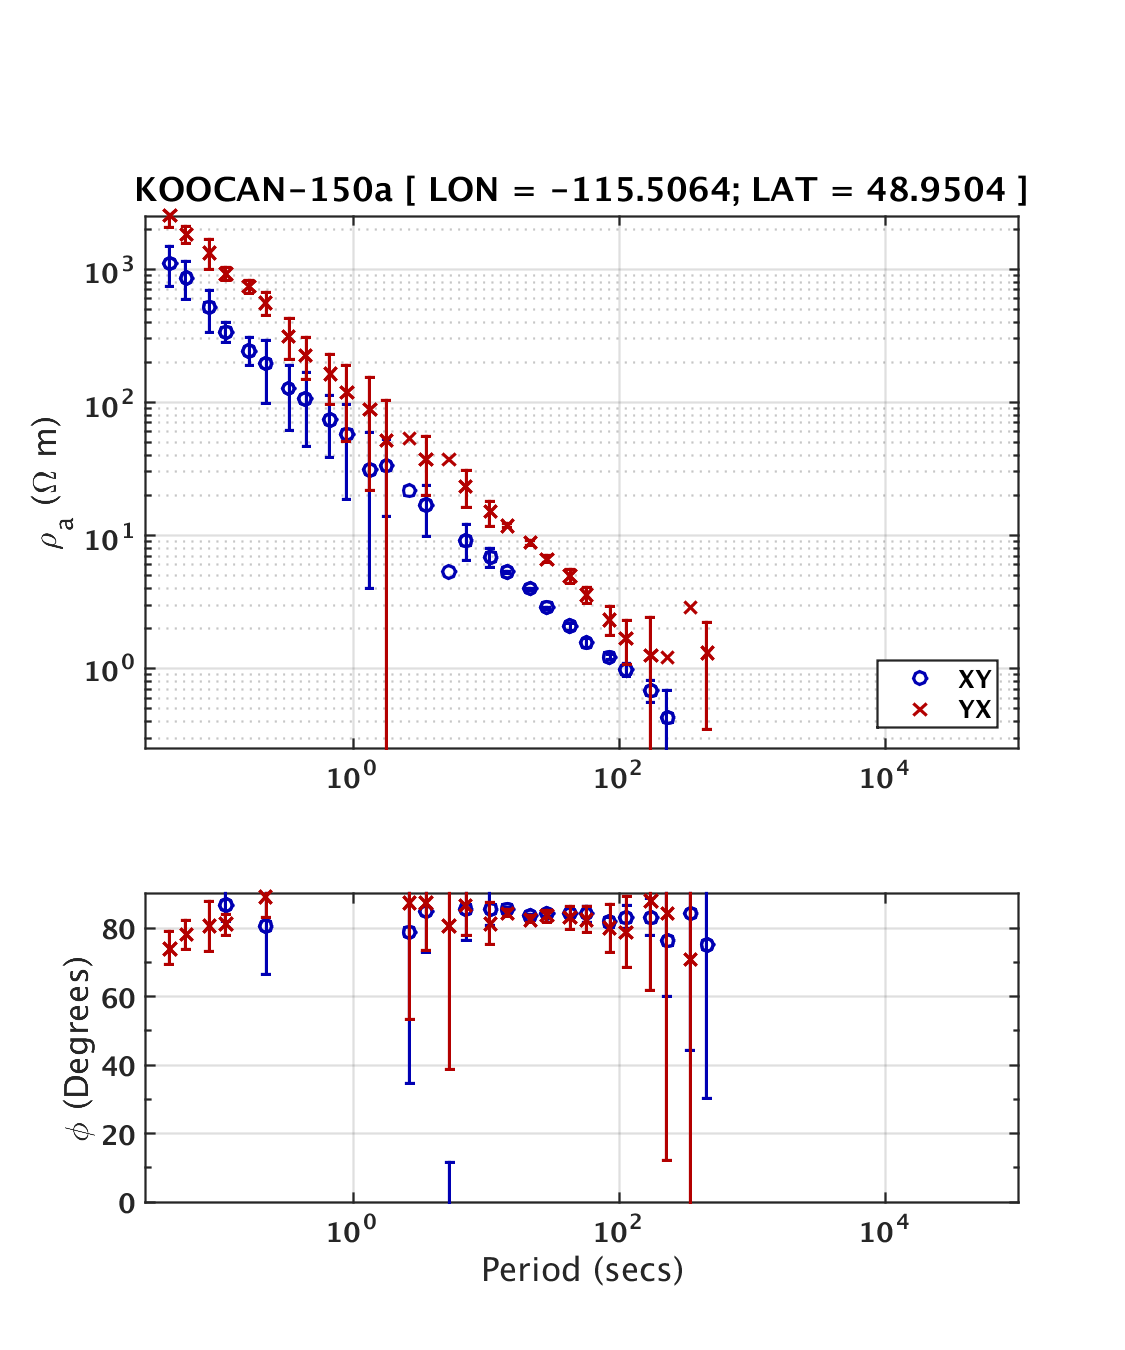 KOOCAN-150a [ LON = -115.5064; LAT = 48.9504 ]
10³
10²
10¹
10⁰
ρₐ (Ω m)
XY
YX
10⁰ 10² 10⁴
80
60
40
20
0
ϕ (Degrees)
10⁰ 10² 10⁴
Period (secs)